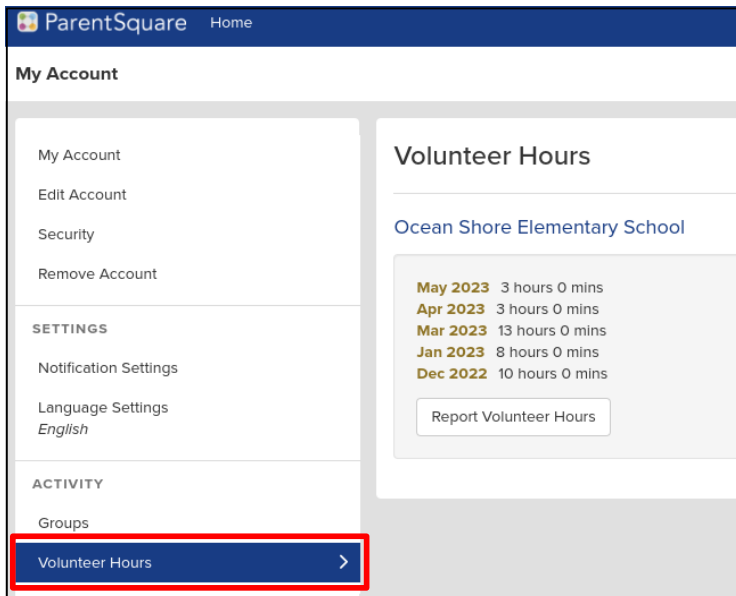 ParentSquare Home
My Account
My Account
Edit Account
Security
Remove Account
SETTINGS
Notification Settings
Language Settings
English
ACTIVITY
Groups
Volunteer Hours
Volunteer Hours
Ocean Shore Elementary School
May 2023 3 hours 0 mins
Apr 2023 3 hours 0 mins
Mar 2023 13 hours 0 mins
Jan 2023 8 hours 0 mins
Dec 2022 10 hours 0 mins
Report Volunteer Hours